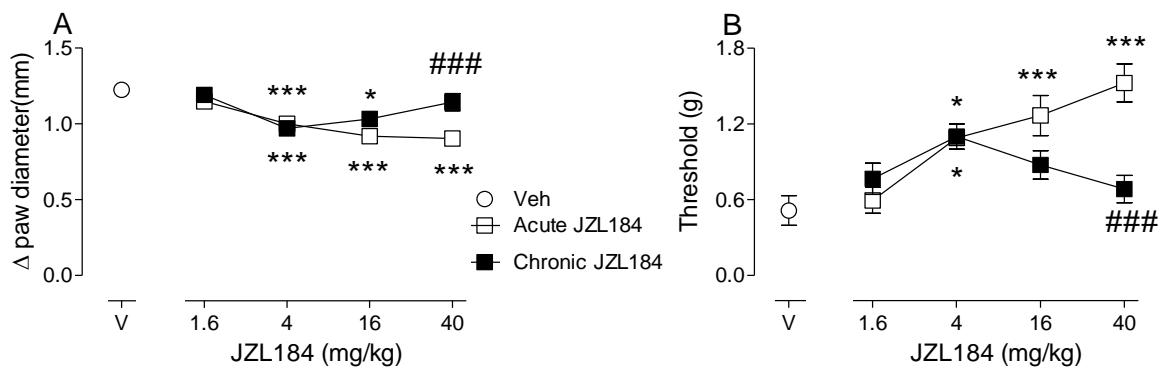 A
1.5
1.0
0.5
0.0
Δ paw diameter(mm)
***
*
###
***
***
***
Veh
Acute JZL184
Chronic JZL184
V
1.6
4
16
40
JZL184 (mg/kg)
B
1.8
1.2
0.6
0.0
Threshold (g)
*
***
***
*
###
V
1.6
4
16
40
JZL184 (mg/kg)